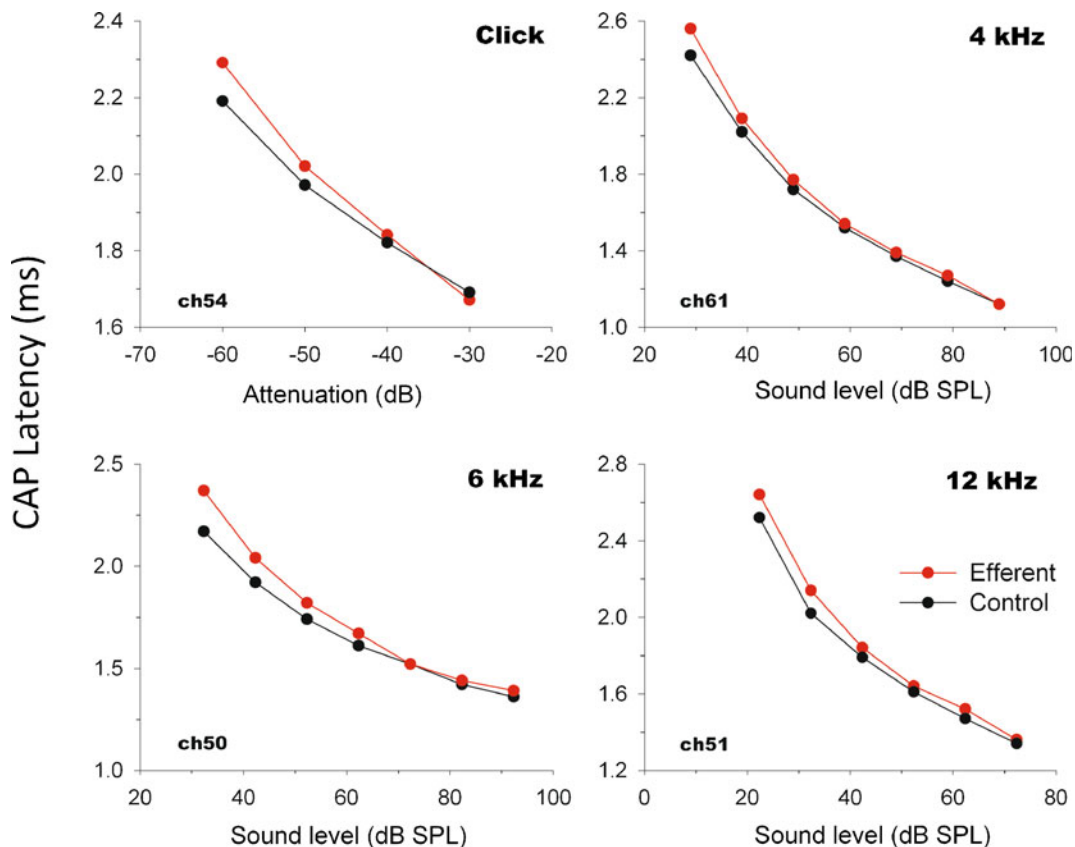 CAP Latency (ms)
Click
2.4
2.2
2.0
1.8
1.6
-70 -60 -50 -40 -30 -20
Attenuation (dB)
ch54
4 kHz
2.6
2.2
1.8
1.4
1.0
20 40 60 80 100
Sound level (dB SPL)
ch61
6 kHz
2.5
2.0
1.5
1.0
20 40 60 80 100
Sound level (dB SPL)
ch50
12 kHz
2.8
2.4
2.0
1.6
1.2
0 20 40 60 80
Sound level (dB SPL)
ch51
Efferent
Control